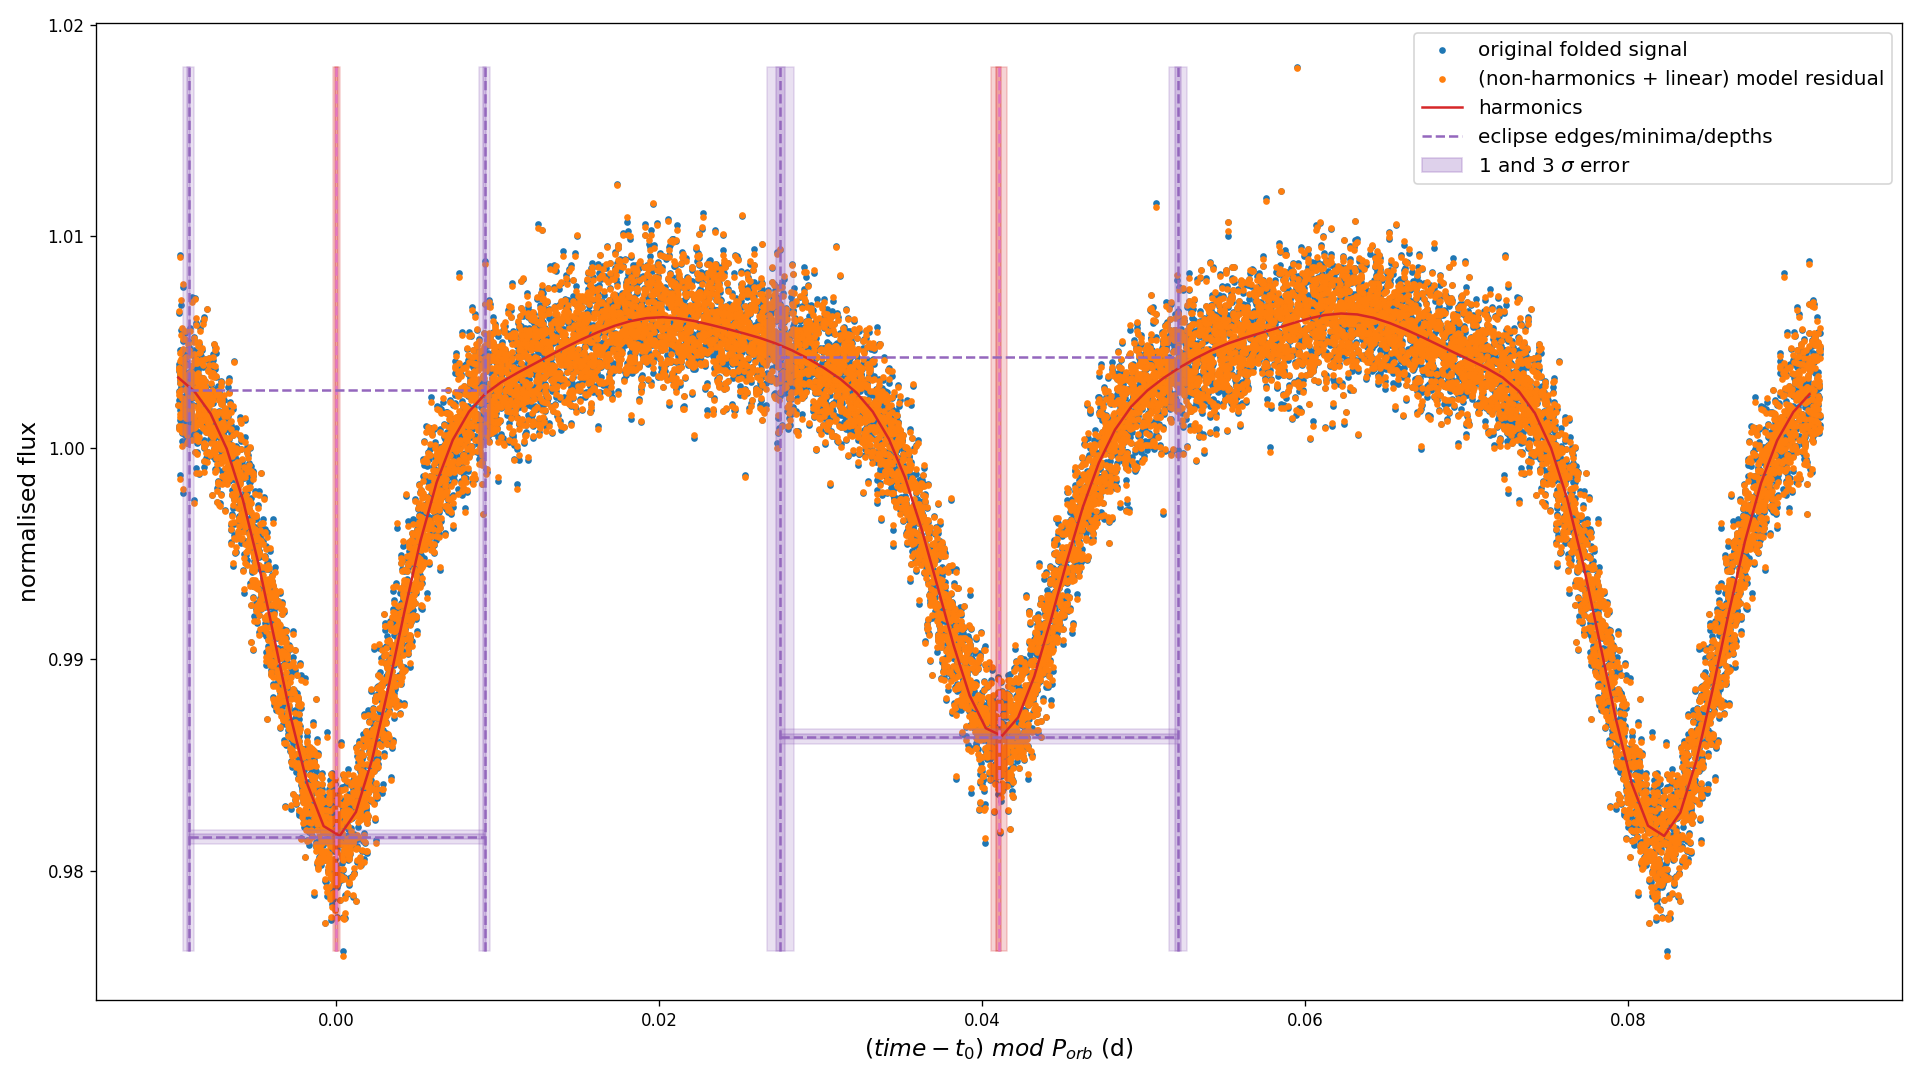 1.02
1.01
1.00
0.99
0.98
normalised flux
original folded signal
(non-harmonics + linear) model residual
harmonics
eclipse edges/minima/depths
1 and 3 σ error
0.00
0.02
0.04
0.06
0.08
(time − t₀) mod Pₒᵣb (d)